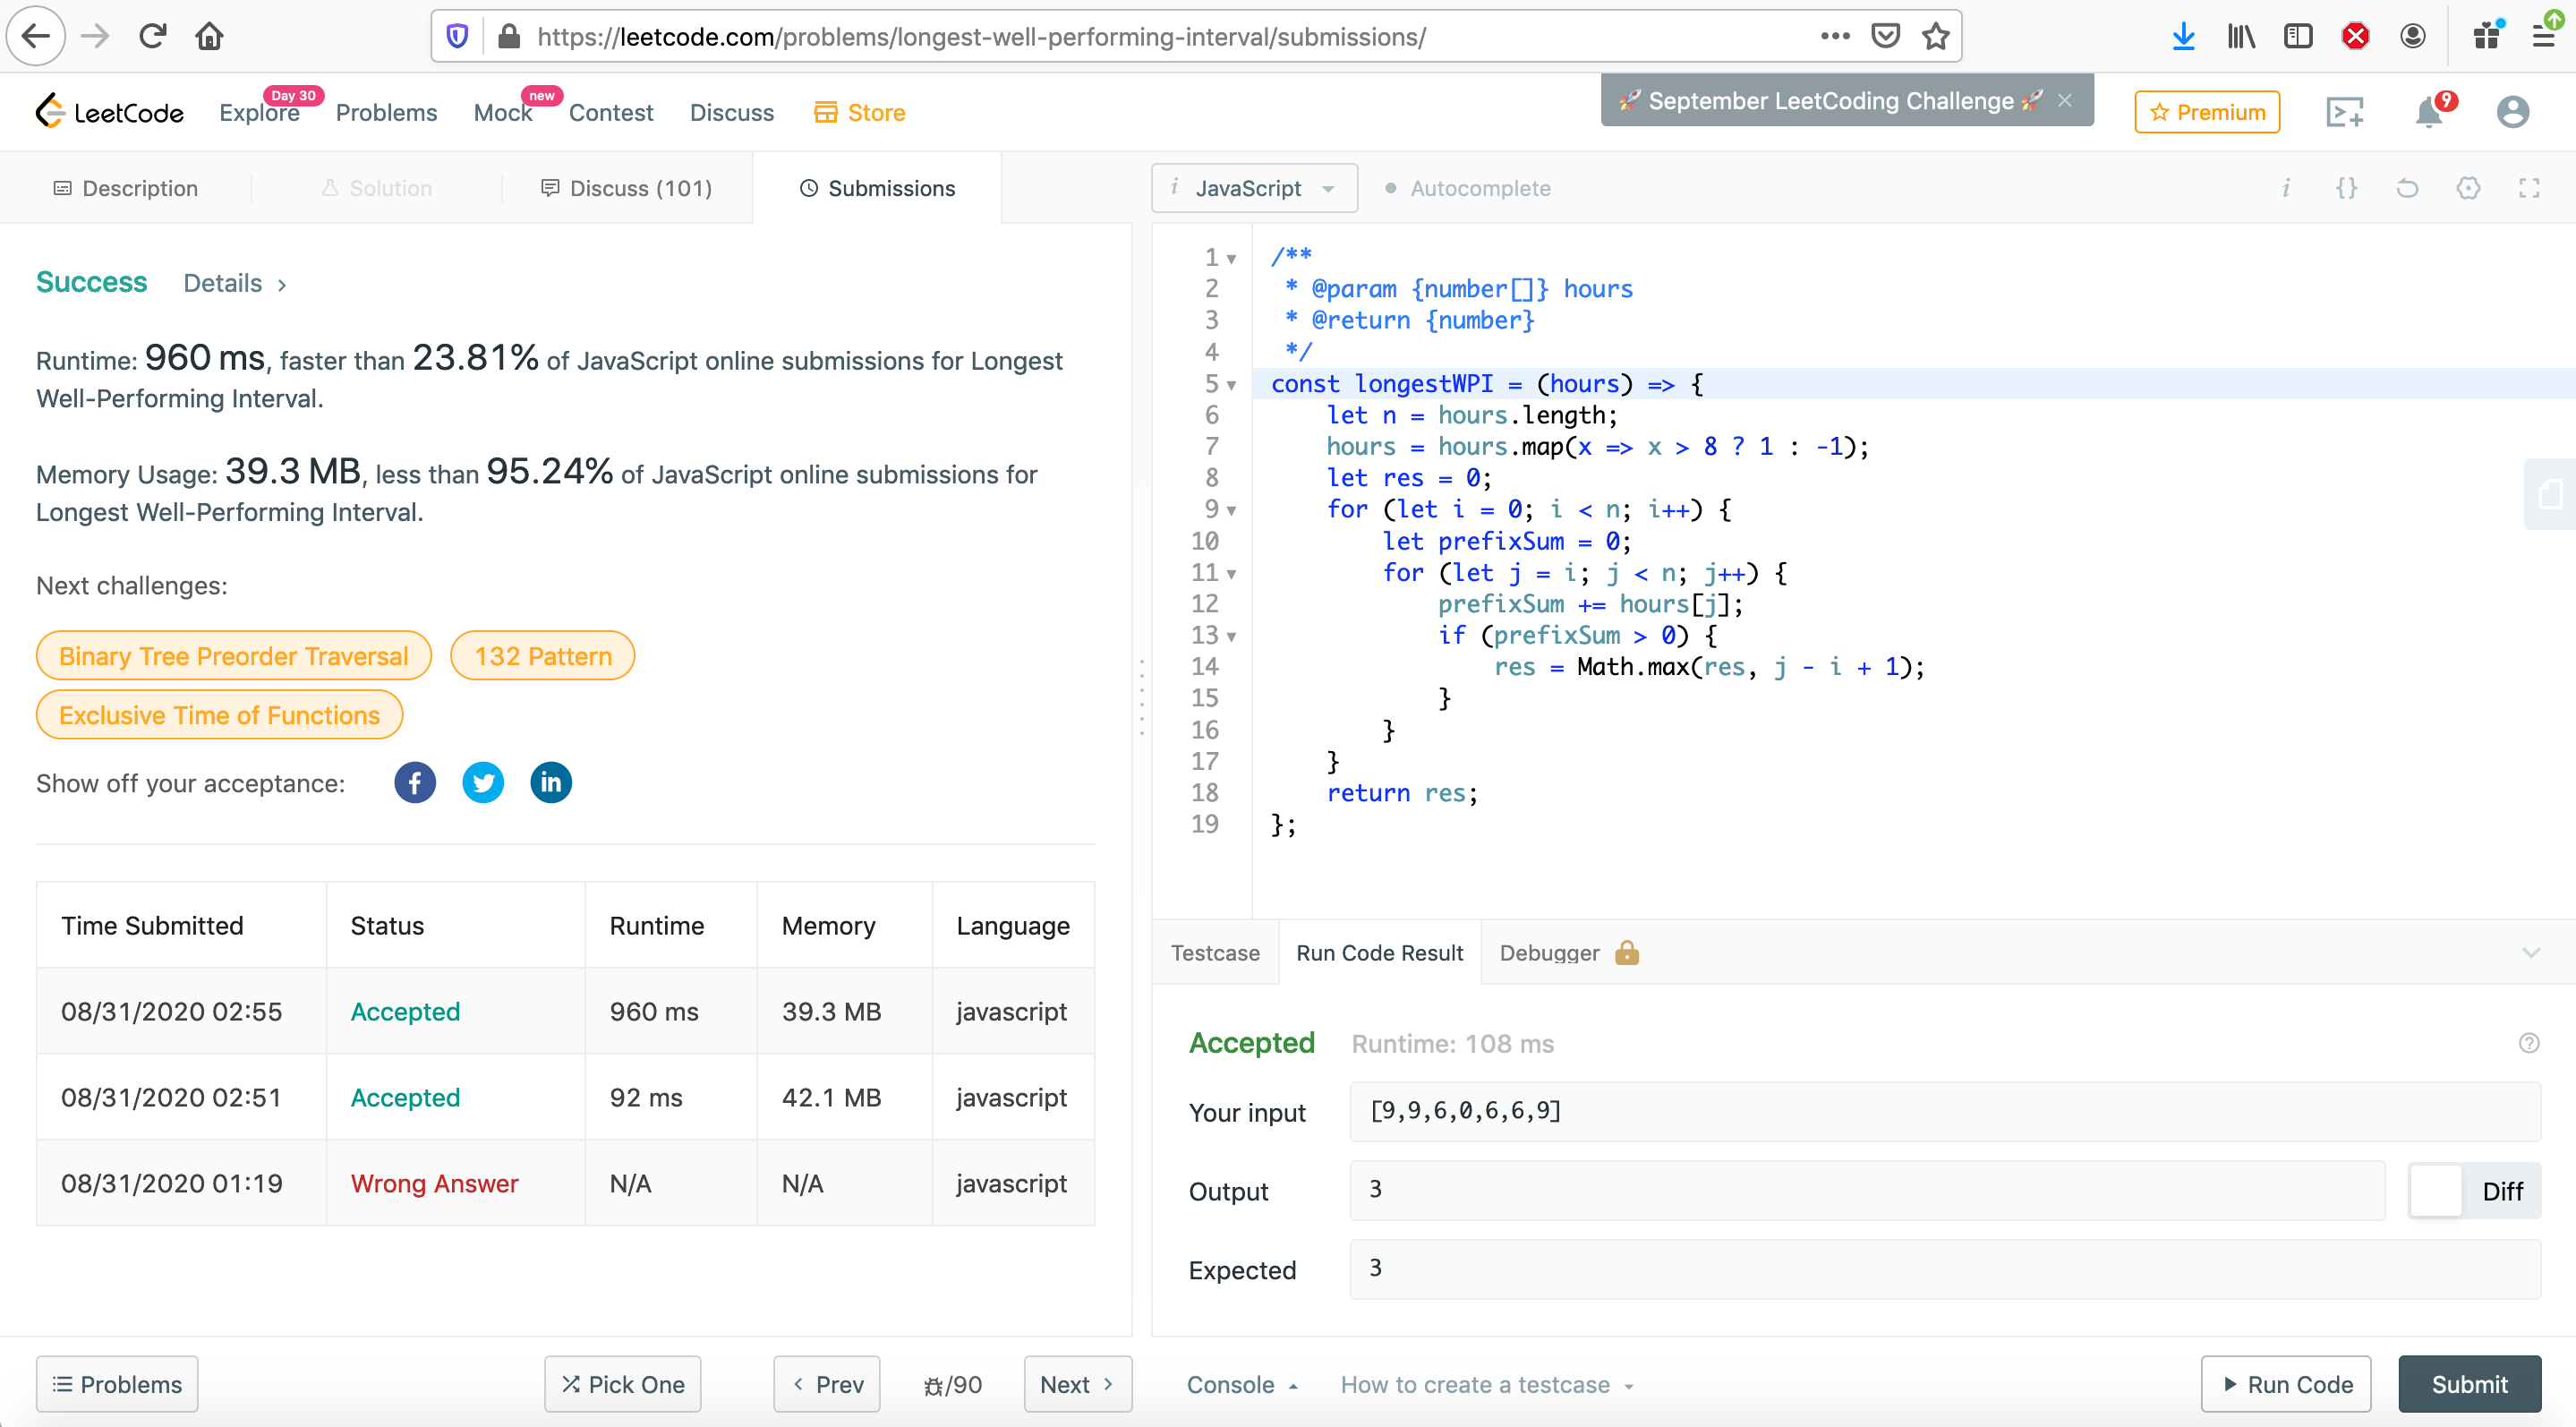 https://leetcode.com/problems/longest-well-performing-interval/submissions/
LeetCode
Explore
Day 30
Problems
Mock
new
Contest
Discuss
Store
🚀 September LeetCoding Challenge 🚀 ×
Premium
9
Description
Solution
Discuss (101)
Submissions
i JavaScript
Autocomplete
i
{}
Success
Details >
Runtime: 960 ms, faster than 23.81% of JavaScript online submissions for Longest
Well-Performing Interval.
Memory Usage: 39.3 MB, less than 95.24% of JavaScript online submissions for
Longest Well-Performing Interval.
Next challenges:
Binary Tree Preorder Traversal
132 Pattern
Exclusive Time of Functions
Show off your acceptance:
f
in
Time Submitted Status Runtime Memory Language
08/31/2020 02:55 Accepted 960 ms 39.3 MB javascript
08/31/2020 02:51 Accepted 92 ms 42.1 MB javascript
08/31/2020 01:19 Wrong Answer N/A N/A javascript
1 /**
2  * @param {number[]} hours
3  * @return {number}
4  */
5 const longestWPI = (hours) => {
6     let n = hours.length;
7     hours = hours.map(x => x > 8 ? 1 : -1);
8     let res = 0;
9     for (let i = 0; i < n; i++) {
10         let prefixSum = 0;
11         for (let j = i; j < n; j++) {
12             prefixSum += hours[j];
13             if (prefixSum > 0) {
14                 res = Math.max(res, j - i + 1);
15             }
16         }
17     }
18     return res;
19 };
Testcase
Run Code Result
Debugger
Accepted
Runtime: 108 ms
?
Your input
[9,9,6,0,6,6,9]
Output
3
Diff
Expected
3
Problems
Pick One
< Prev
/90
Next >
Console
How to create a testcase
Run Code
Submit